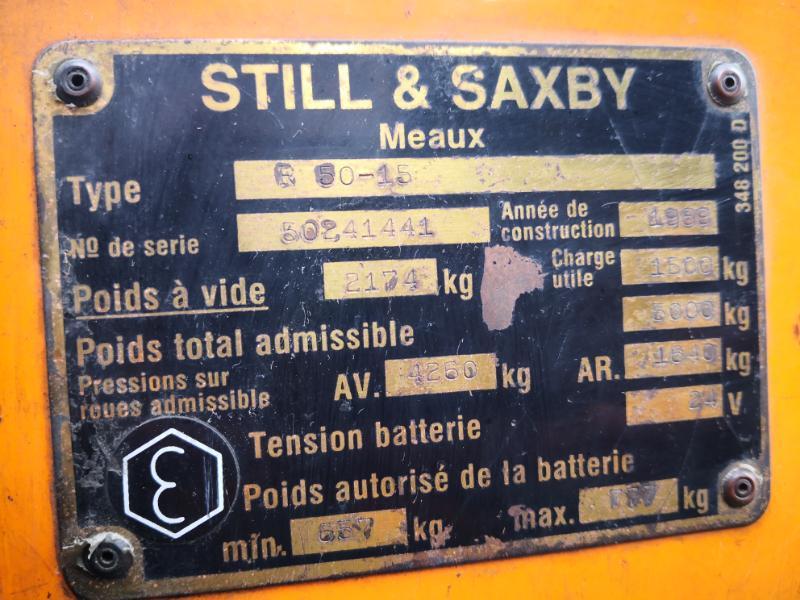 STILL & SAXBY
Meaux
Type R 50-15
348 200 D
Nº de serie 50241441
Année de construction
Poids à vide 2174 kg
Charge utile 1500 kg
Poids total admissible kg
Pressions sur roues admissible AV. 4260 kg AR. 1640 kg
Tension batterie 24 V
Poids autorisé de la batterie
min. 657 kg max. kg